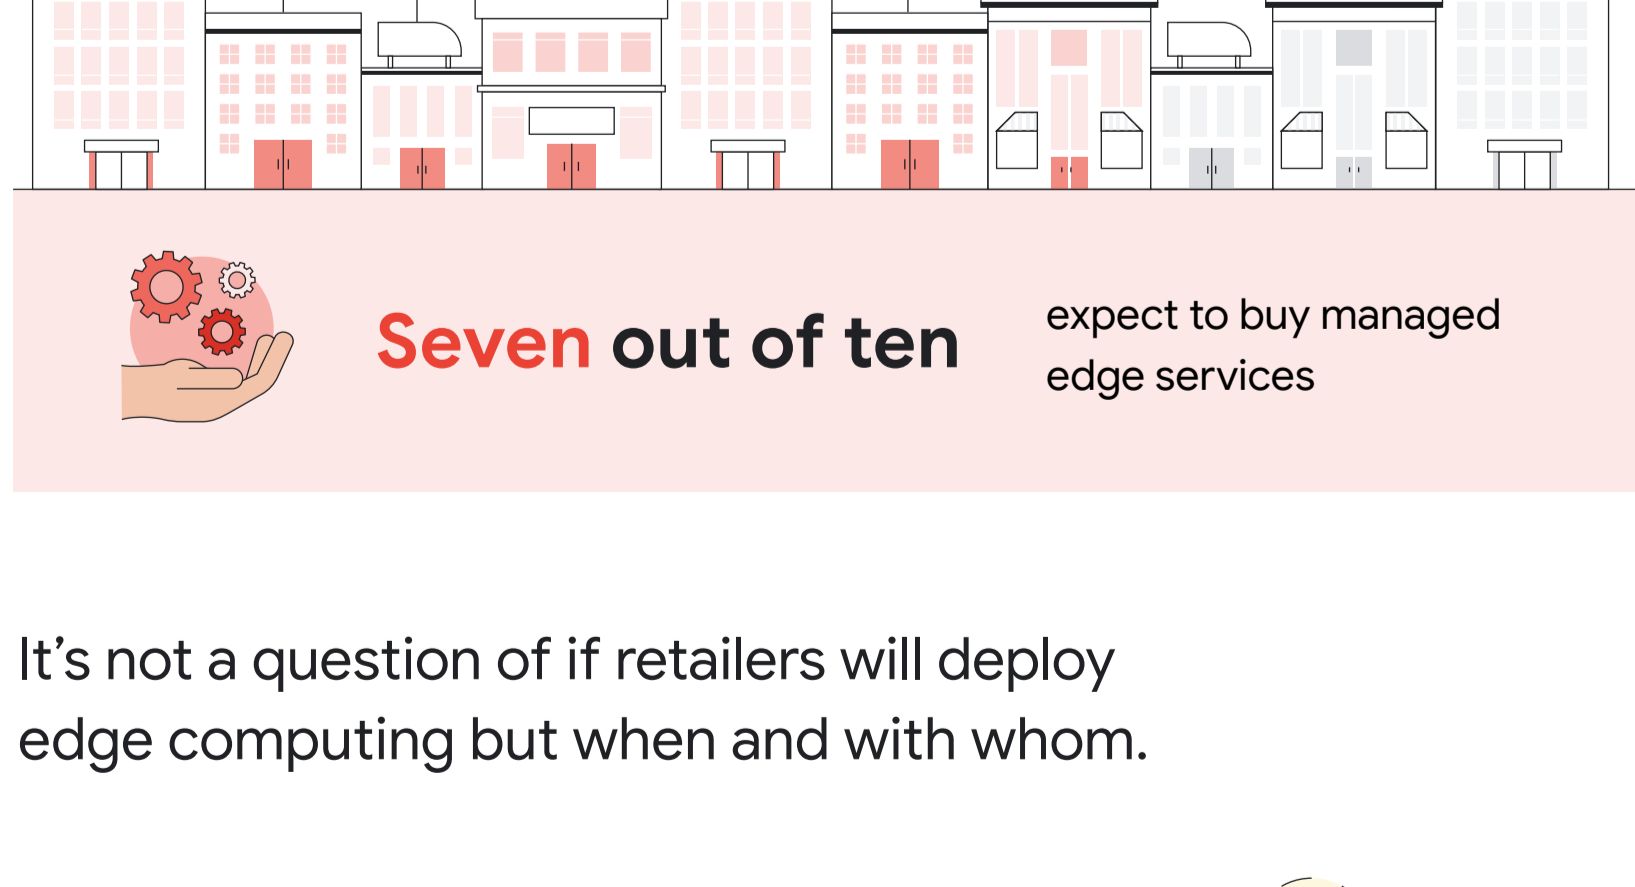 Seven out of ten
expect to buy managed
edge services
It’s not a question of if retailers will deploy
edge computing but when and with whom.